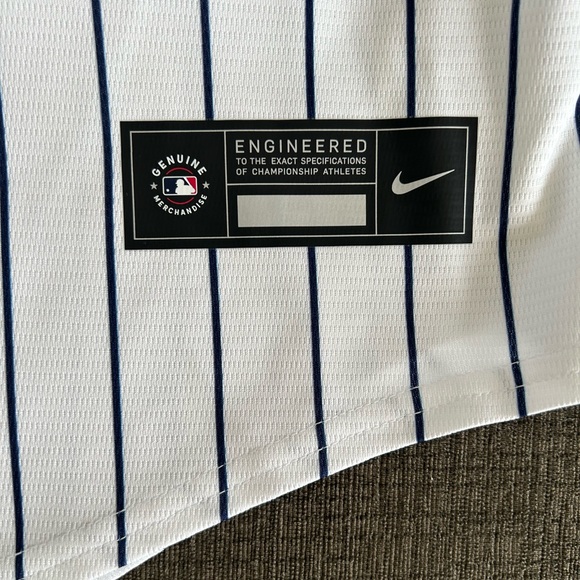 GENUINE
MERCHANDISE
ENGINEERED
TO THE EXACT SPECIFICATIONS
OF CHAMPIONSHIP ATHLETES